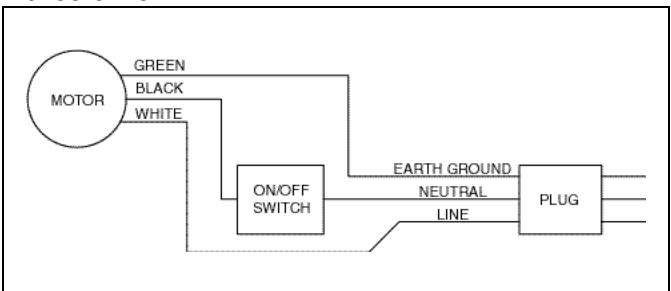 GREEN
BLACK
MOTOR
WHITE
EARTH GROUND
ON/OFF
SWITCH
NEUTRAL
PLUG
LINE